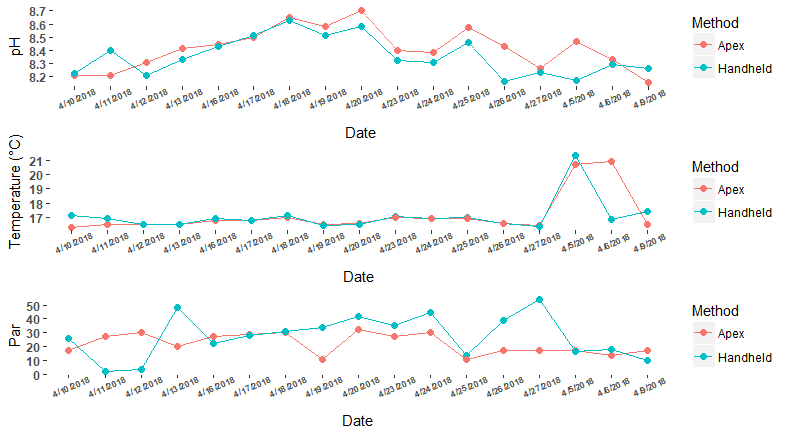 pH
8.7
8.6
8.5
8.4
8.3
8.2
4/10/2018 4/11/2018 4/12/2018 4/13/2018 4/16/2018 4/17/2018 4/18/2018 4/19/2018 4/20/2018 4/23/2018 4/24/2018 4/25/2018 4/26/2018 4/27/2018 4/5/2018 4/6/2018 4/9/2018
Date
Method
Apex
Handheld
Temperature (°C)
21
20
19
18
17
4/10/2018 4/11/2018 4/12/2018 4/13/2018 4/16/2018 4/17/2018 4/18/2018 4/19/2018 4/20/2018 4/23/2018 4/24/2018 4/25/2018 4/26/2018 4/27/2018 4/5/2018 4/6/2018 4/9/2018
Date
Method
Apex
Handheld
Par
50
40
30
20
10
0
4/10/2018 4/11/2018 4/12/2018 4/13/2018 4/16/2018 4/17/2018 4/18/2018 4/19/2018 4/20/2018 4/23/2018 4/24/2018 4/25/2018 4/26/2018 4/27/2018 4/5/2018 4/6/2018 4/9/2018
Date
Method
Apex
Handheld